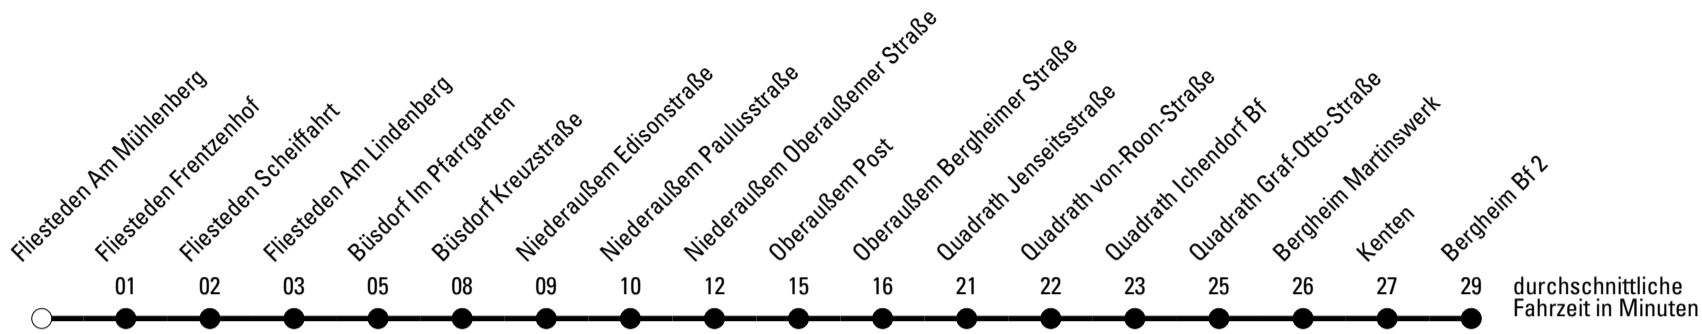 Fliesteden Am Mühlenberg
Fliesteden Frentzenhof
Fliesteden Scheiffahrt
Fliesteden Am Lindenberg
Büsdorf Im Pfarrgarten
Büsdorf Kreuzstraße
Niederaußem Edisonstraße
Niederaußem Paulusstraße
Niederaußem Oberaußemer Straße
Oberaußem Post
Oberaußem Bergheimer Straße
Quadrath Jenseitsstraße
Quadrath von-Roon-Straße
Quadrath Ichendorf Bf
Quadrath Graf-Otto-Straße
Bergheim Martinswerk
Kenten
Bergheim Bf 2
01 02 03 05 08 09 10 12 15 16 21 22 23 25 26 27 29
durchschnittliche
Fahrzeit in Minuten